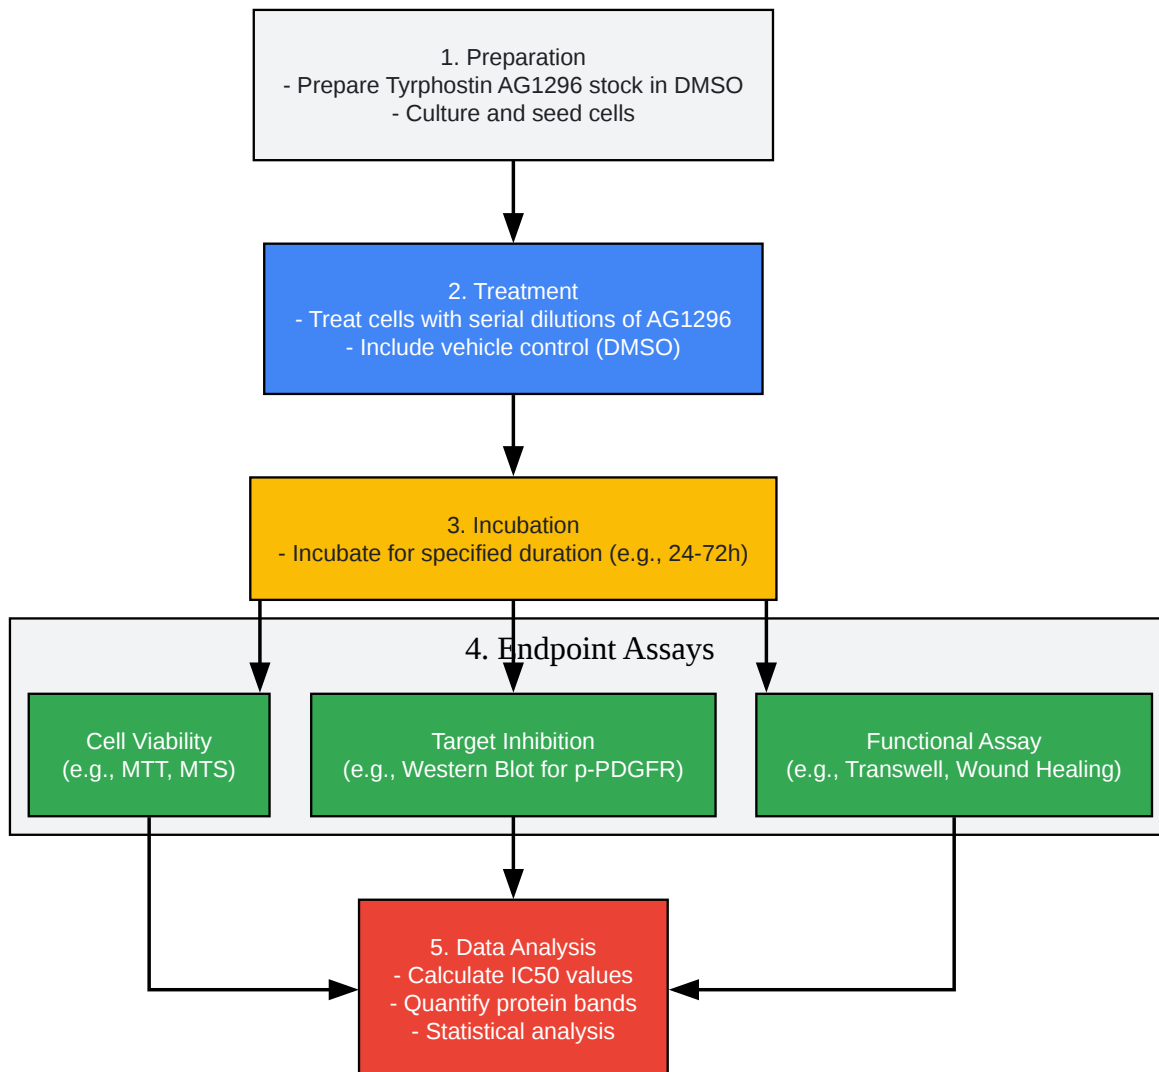 1. Preparation
- Prepare Tyrphostin AG1296 stock in DMSO
- Culture and seed cells
2. Treatment
- Treat cells with serial dilutions of AG1296
- Include vehicle control (DMSO)
3. Incubation
- Incubate for specified duration (e.g., 24-72h)
4. Endpoint Assays
Cell Viability
(e.g., MTT, MTS)
Target Inhibition
(e.g., Western Blot for p-PDGFR)
Functional Assay
(e.g., Transwell, Wound Healing)
5. Data Analysis
- Calculate IC50 values
- Quantify protein bands
- Statistical analysis